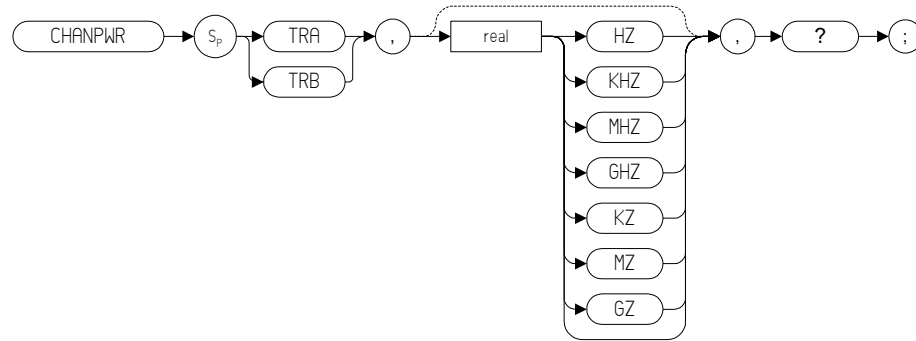 CHANPWR SP TRA , real HZ , ? ;
TRB KHZ
MHZ
GHZ
KZ
MZ
GZ